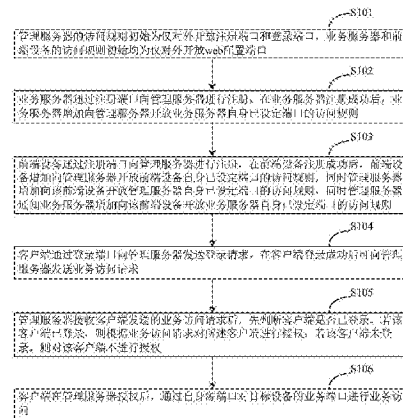 S101
管理服务器的访问规则初始为仅对外开放注册端口和登录端口，业务服务器和前
端设备的访问规则初始均为仅对外开放web配置端口
S102
业务服务器通过注册端口向管理服务器进行注册，在业务服务器注册成功后，业
务服务器增加向管理服务器开放业务服务器自身已设定端口的访问规则
S103
前端设备通过注册端口向管理服务器进行注册，在前端设备注册成功后，前端设
备增加向管理服务器开放前端设备自身已设定端口的访问规则，同时管理服务器
增加向该前端设备开放管理服务器自身已设定端口的访问规则，同时管理服务器
通知业务服务器增加向该前端设备开放业务服务器自身已设定端口的访问规则
S104
客户端通过登录端口向管理服务器发送登录请求，在客户端登录成功后可向管理
服务器发送业务访问请求
S105
管理服务器接收客户端发送的业务访问请求后，先判断客户端是否已登录，若该
客户端已登录，则根据业务访问请求对所述客户端进行授权；若该客户端未登
录，则对该客户端不进行授权
S106
客户端在管理服务器授权后，通过自身源端口对目标设备的业务端口进行业务访
问